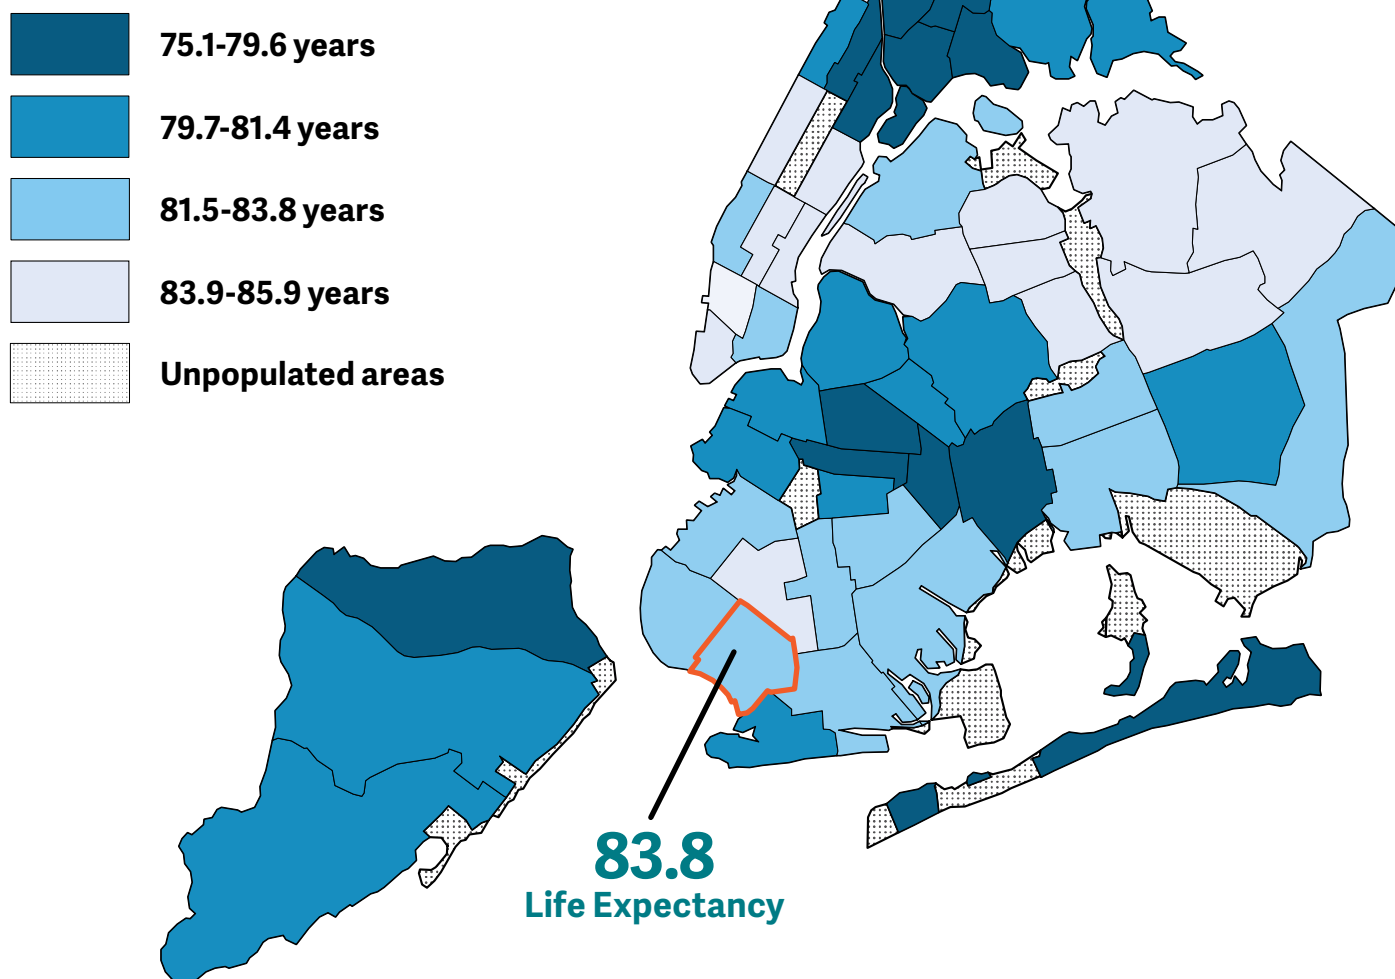 75.1-79.6 years
79.7-81.4 years
81.5-83.8 years
83.9-85.9 years
Unpopulated areas
83.8
Life Expectancy